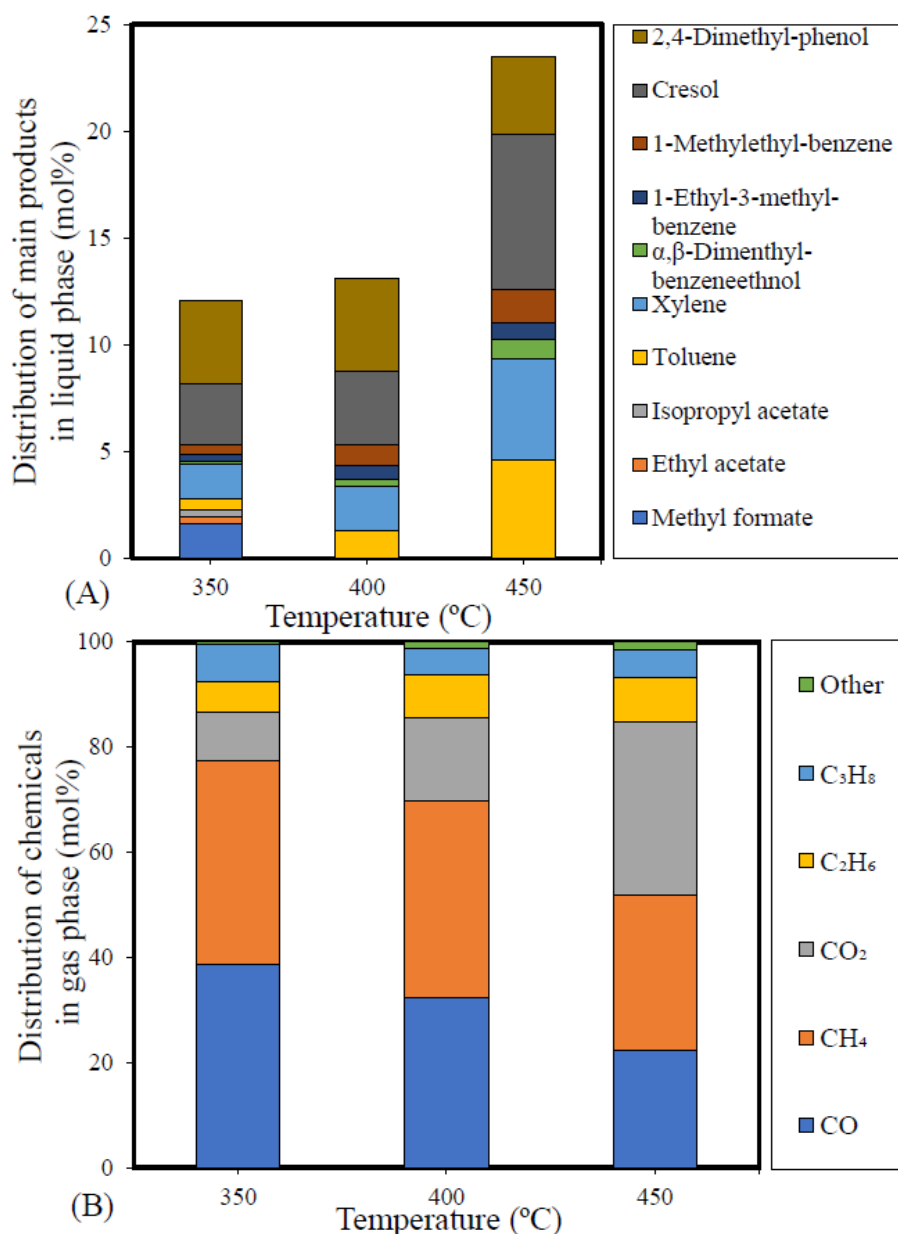 25
20
15
10
5
0
Distribution of main products
in liquid phase (mol%)
350
400
450
(A)
Temperature (ºC)
2,4-Dimethyl-phenol
Cresol
1-Methylethyl-benzene
1-Ethyl-3-methyl-
benzene
α,β-Dimenthyl-
benzeneethnol
Xylene
Toluene
Isopropyl acetate
Ethyl acetate
Methyl formate
100
80
60
40
20
0
Distribution of chemicals
in gas phase (mol%)
350
400
450
(B)
Temperature (ºC)
Other
C₃H₈
C₂H₆
CO₂
CH₄
CO